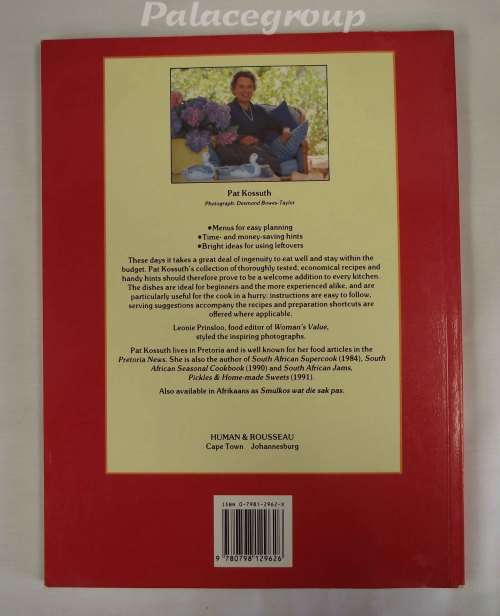 Palacegroup
Pat Kossuth
Photograph: Desmond Bowes-Taylor
•Menus for easy planning
•Time- and money-saving hints
•Bright ideas for using leftovers
These days it takes a great deal of ingenuity to eat well and stay within the
budget. Pat Kossuth's collection of thoroughly tested, economical recipes and
handy hints should therefore prove to be a welcome addition to every kitchen.
The dishes are ideal for beginners and the more experienced alike, and are
particularly useful for the cook in a hurry: instructions are easy to follow,
serving suggestions accompany the recipes and preparation shortcuts are
offered where applicable.
Leonie Prinsloo, food editor of Woman's Value,
styled the inspiring photographs.
Pat Kossuth lives in Pretoria and is well known for her food articles in the
Pretoria News. She is also the author of South African Supercook (1984), South
African Seasonal Cookbook (1990) and South African Jams,
Pickles & Home-made Sweets (1991).
Also available in Afrikaans as Smulkos wat die sak pas.
HUMAN & ROUSSEAU
Cape Town Johannesburg
ISBN 0-7981-2962-X
9 780798 129626